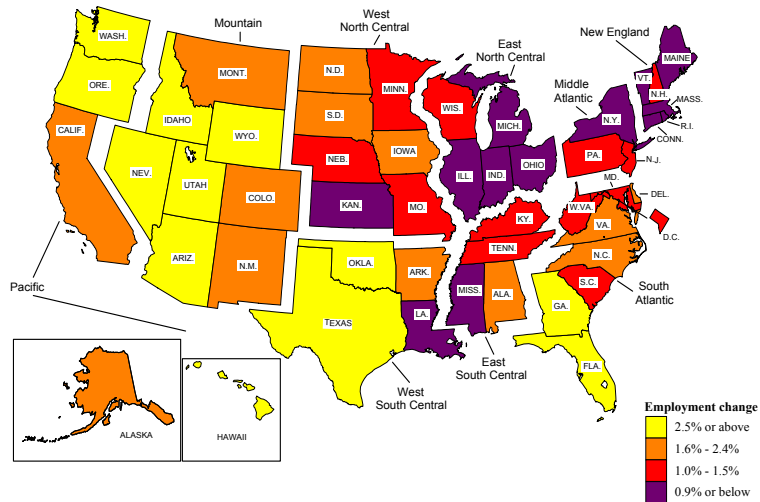 West
North Central
Mountain
East
North Central
New England
Middle
Atlantic
WASH.
ORE.
CALIF.
IDAHO
NEV.
MONT.
WYO.
UTAH
COLO.
ARIZ.
N.M.
N.D.
S.D.
NEB.
KAN.
OKLA.
TEXAS
MINN.
IOWA
MO.
ARK.
LA.
WIS.
MICH.
ILL.
IND.
OHIO
KY.
TENN.
MISS.
ALA.
MAINE
VT.
N.H.
MASS.
R.I.
CONN.
N.Y.
PA.
N.J.
MD.
DEL.
W.VA.
VA.
D.C.
N.C.
S.C.
GA.
FLA.
Pacific
South
Atlantic
East
South Central
West
South Central
ALASKA
HAWAII
Employment change
2.5% or above
1.6% - 2.4%
1.0% - 1.5%
0.9% or below